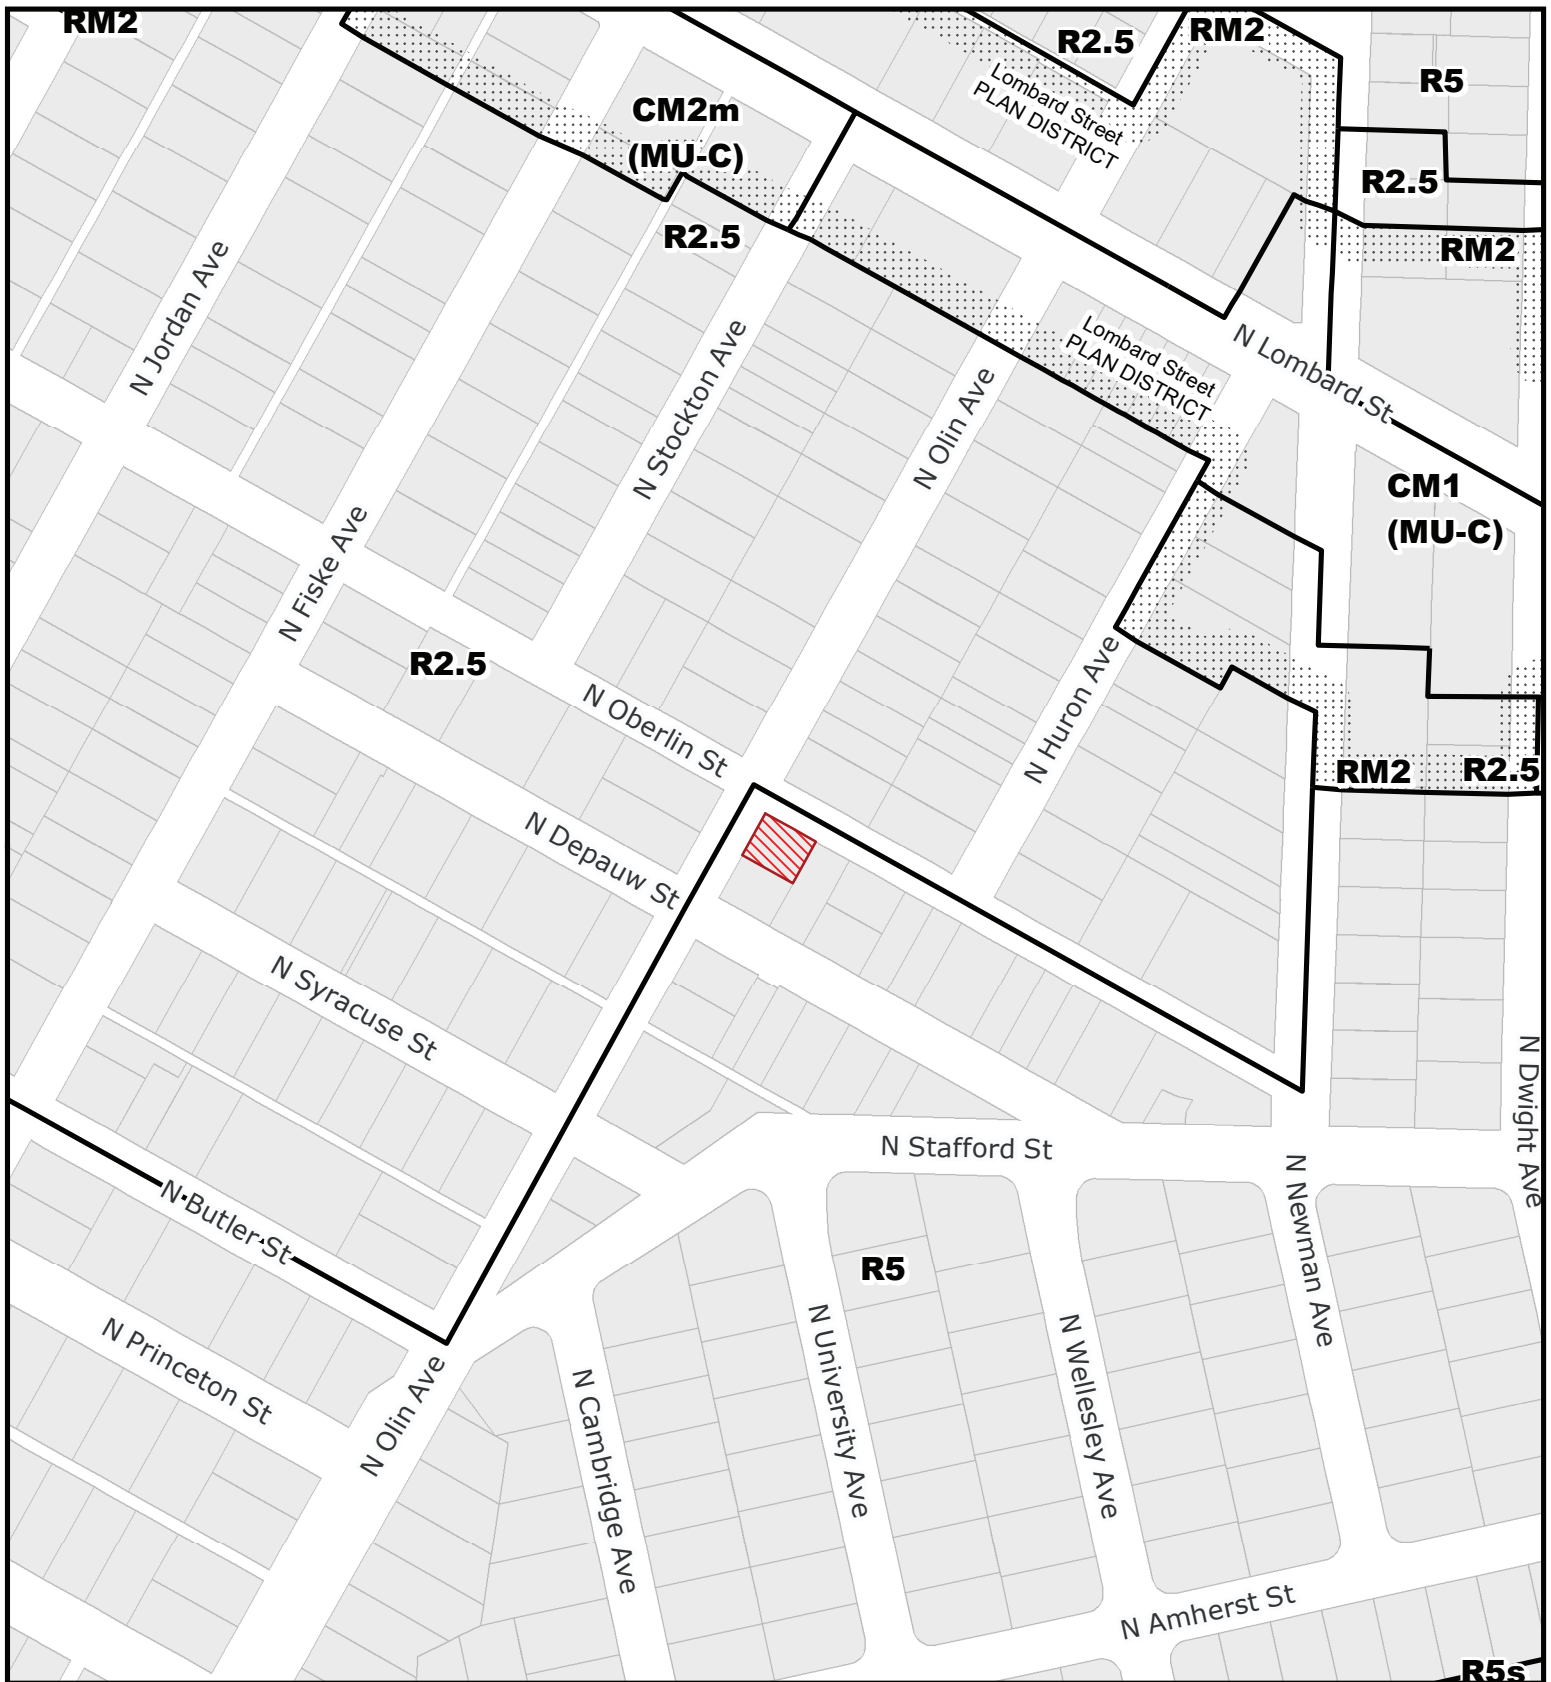 RM2
R2.5
RM2
Lombard Street
PLAN DISTRICT
R5
CM2m
(MU-C)
R2.5
R2.5
RM2
N Jordan Ave
N Stockton Ave
N Olin Ave
Lombard Street
PLAN DISTRICT
N Lombard St
CM1
(MU-C)
N Fiske Ave
R2.5
N Oberlin St
N Huron Ave
RM2
R2.5
N Depauw St
N Syracuse St
N Stafford St
N Dwight Ave
N Butler St
N Newman Ave
R5
N Princeton St
N Olin Ave
N Cambridge Ave
N University Ave
N Wellesley Ave
N Amherst St
R5s